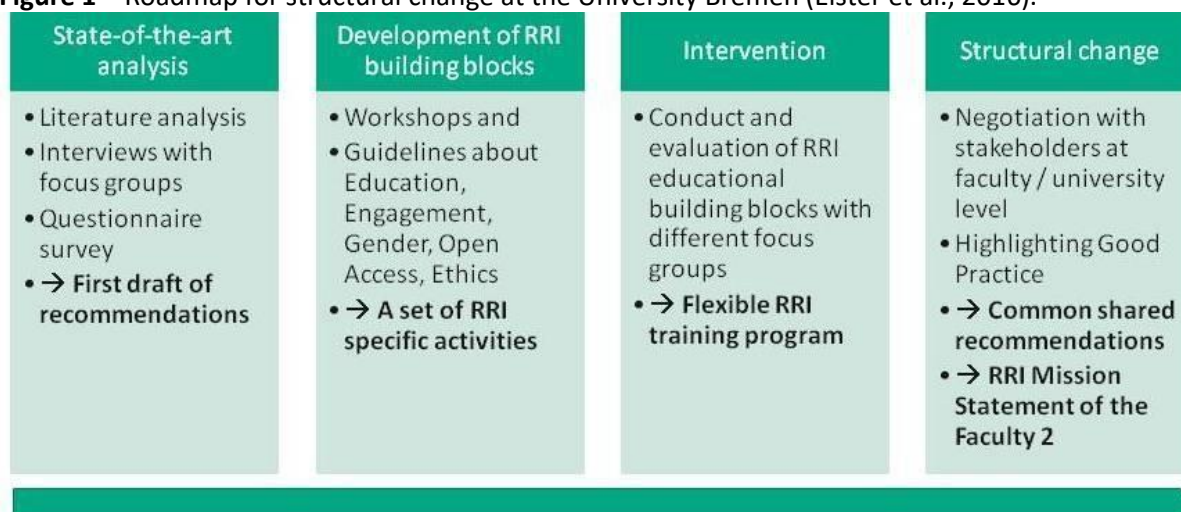 Figure 1 – Roadmap for structural change at the University Bremen (Elster et al., 2016).
State-of-the-art
analysis
• Literature analysis
• Interviews with
focus groups
• Questionnaire
survey
• → First draft of
recommendations
Development of RRI
building blocks
• Workshops and
• Guidelines about
Education,
Engagement,
Gender, Open
Access, Ethics
• → A set of RRI
specific activities
Intervention
• Conduct and
evaluation of RRI
educational
building blocks with
different focus
groups
• → Flexible RRI
training program
Structural change
• Negotiation with
stakeholders at
faculty / university
level
• Highlighting Good
Practice
• → Common shared
recommendations
• → RRI Mission
Statement of the
Faculty 2